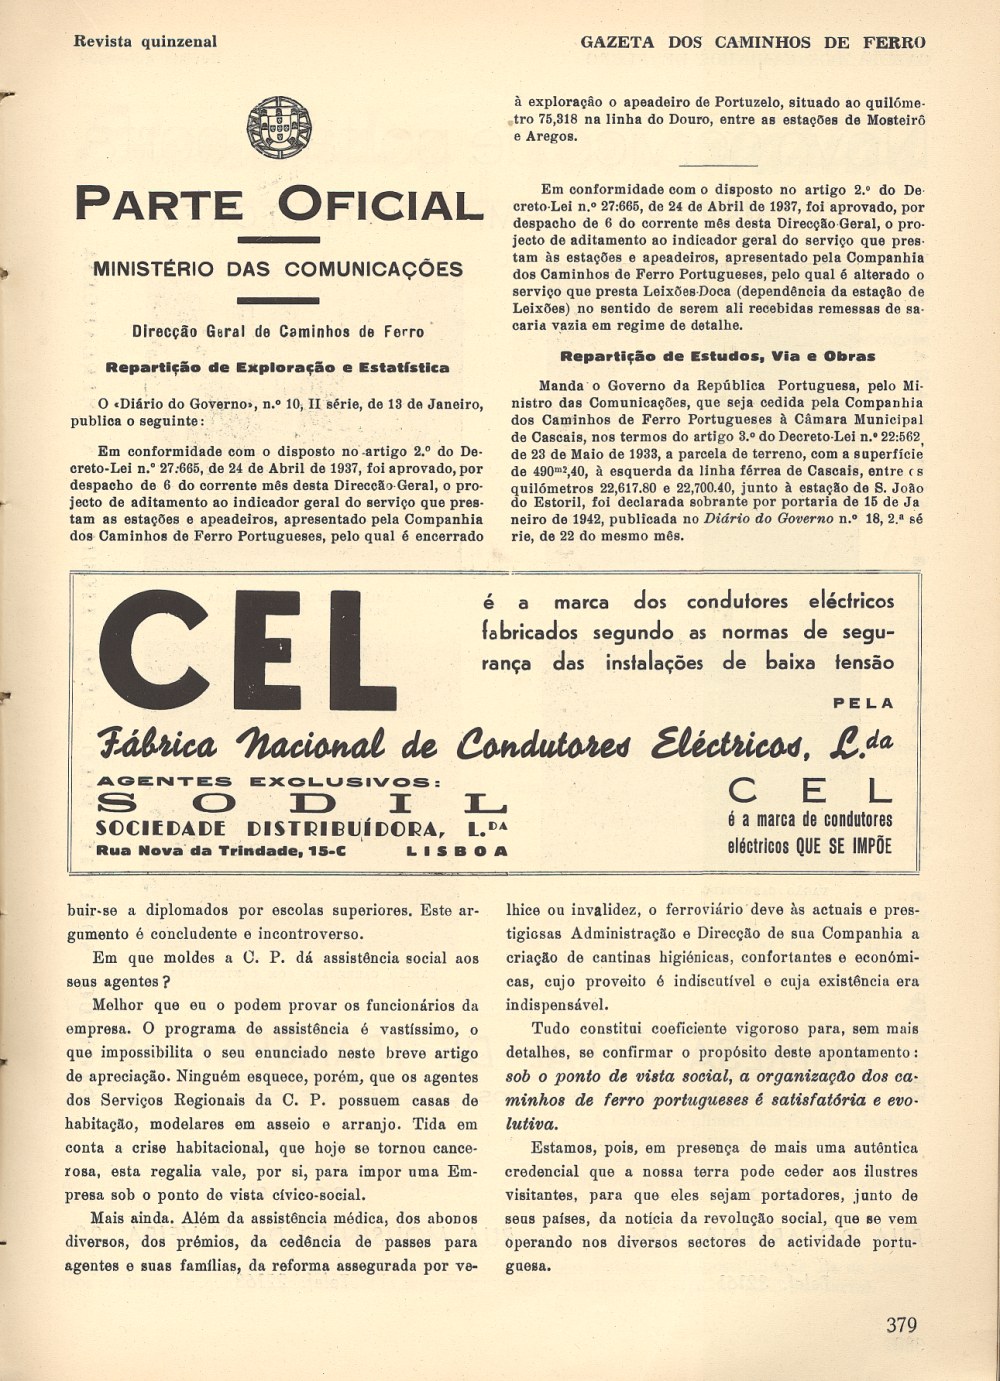 Revista quinzenal
GAZETA DOS CAMINHOS DE FERRO
PARTE OFICIAL
MINISTÉRIO DAS COMUNICAÇÕES
Direcção Geral de Caminhos de Ferro
Repartição de Exploração e Estatística
O «Diário do Governo», n.º 10, II série, de 13 de Janeiro,
publica o seguinte:
Em conformidade com o disposto no artigo 2.º do De-
creto-Lei n.º 27:665, de 24 de Abril de 1937, foi aprovado, por
despacho de 6 do corrente mês desta Direcção-Geral, o pro-
jecto de aditamento ao indicador geral do serviço que pres-
tam as estações e apeadeiros, apresentado pela Companhia
dos Caminhos de Ferro Portugueses, pelo qual é encerrado
à exploração o apeadeiro de Portuzelo, situado ao quilóme-
tro 75,318 na linha do Douro, entre as estações de Mosteirô
e Aregos.
Em conformidade com o disposto no artigo 2.º do De-
creto-Lei n.º 27:665, de 24 de Abril de 1937, foi aprovado, por
despacho de 6 do corrente mês desta Direcção-Geral, o pro-
jecto de aditamento ao indicador geral do serviço que pres-
tam às estações e apeadeiros, apresentado pela Companhia
dos Caminhos de Ferro Portugueses, pelo qual é alterado o
serviço que presta Leixões-Doca (dependência da estação de
Leixões) no sentido de serem ali recebidas remessas de sa-
caria vazia em regime de detalhe.
Repartição de Estudos, Via e Obras
Manda o Governo da República Portuguesa, pelo Mi-
nistro das Comunicações, que seja cedida pela Companhia
dos Caminhos de Ferro Portugueses à Câmara Municipal
de Cascais, nos termos do artigo 3.º do Decreto-Lei n.º 22:562,
de 23 de Maio de 1933, a parcela de terreno, com a superfície
de 490m²,40, à esquerda da linha férrea de Cascais, entre os
quilómetros 22,617.80 e 22,700.40, junto à estação de S. João
do Estoril, foi declarada sobrante por portaria de 15 de Ja
neiro de 1942, publicada no Diário do Governo n.º 18, 2.ª sé
rie, de 22 do mesmo mês.
CEL
é a marca dos condutores eléctricos
fabricados segundo as normas de segu-
rança das instalações de baixa tensão
PELA
Fábrica Nacional de Condutores Eléctricos, L.da
AGENTES EXCLUSIVOS:
SODIL
SOCIEDADE DISTRIBUÍDORA, L.DA
Rua Nova da Trindade, 15-C LISBOA
CEL
é a marca de condutores
eléctricos QUE SE IMPÕE
buir-se a diplomados por escolas superiores. Este ar-
gumento é concludente e incontroverso.
Em que moldes a C. P. dá assistência social aos
seus agentes?
Melhor que eu o podem provar os funcionários da
empresa. O programa de assistência é vastíssimo, o
que impossibilita o seu enunciado neste breve artigo
de apreciação. Ninguém esquece, porém, que os agentes
dos Serviços Regionais da C. P. possuem casas de
habitação, modelares em asseio e arranjo. Tida em
conta a crise habitacional, que hoje se tornou cance-
rosa, esta regalia vale, por si, para impor uma Em-
presa sob o ponto de vista cívico-social.
Mais ainda. Além da assistência médica, dos abonos
diversos, dos prémios, da cedência de passes para
agentes e suas famílias, da reforma assegurada por ve-
lhice ou invalidez, o ferroviário deve às actuais e pres-
tigiosas Administração e Direcção de sua Companhia a
criação de cantinas higiénicas, confortantes e económi-
cas, cujo proveito é indiscutível e cuja existência era
indispensável.
Tudo constitui coeficiente vigoroso para, sem mais
detalhes, se confirmar o propósito deste apontamento:
sob o ponto de vista social, a organização dos ca-
minhos de ferro portugueses é satisfatória e evo-
lutiva.
Estamos, pois, em presença de mais uma autêntica
credencial que a nossa terra pode ceder aos ilustres
visitantes, para que eles sejam portadores, junto de
seus países, da notícia da revolução social, que se vem
operando nos diversos sectores de actividade portu-
guesa.
379